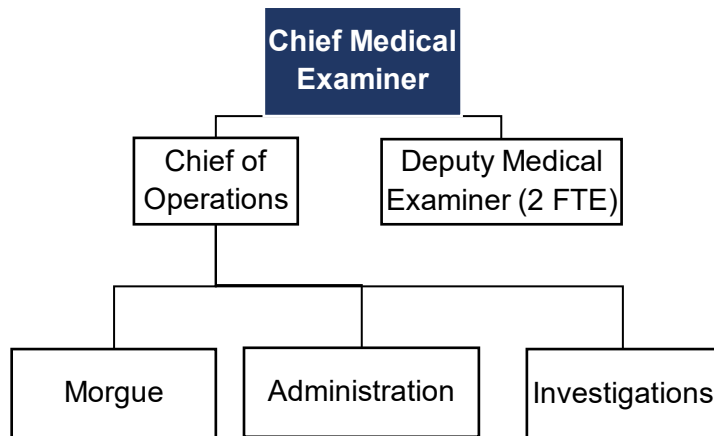 Chief Medical
Examiner
Chief of
Operations
Deputy Medical
Examiner (2 FTE)
Morgue
Administration
Investigations